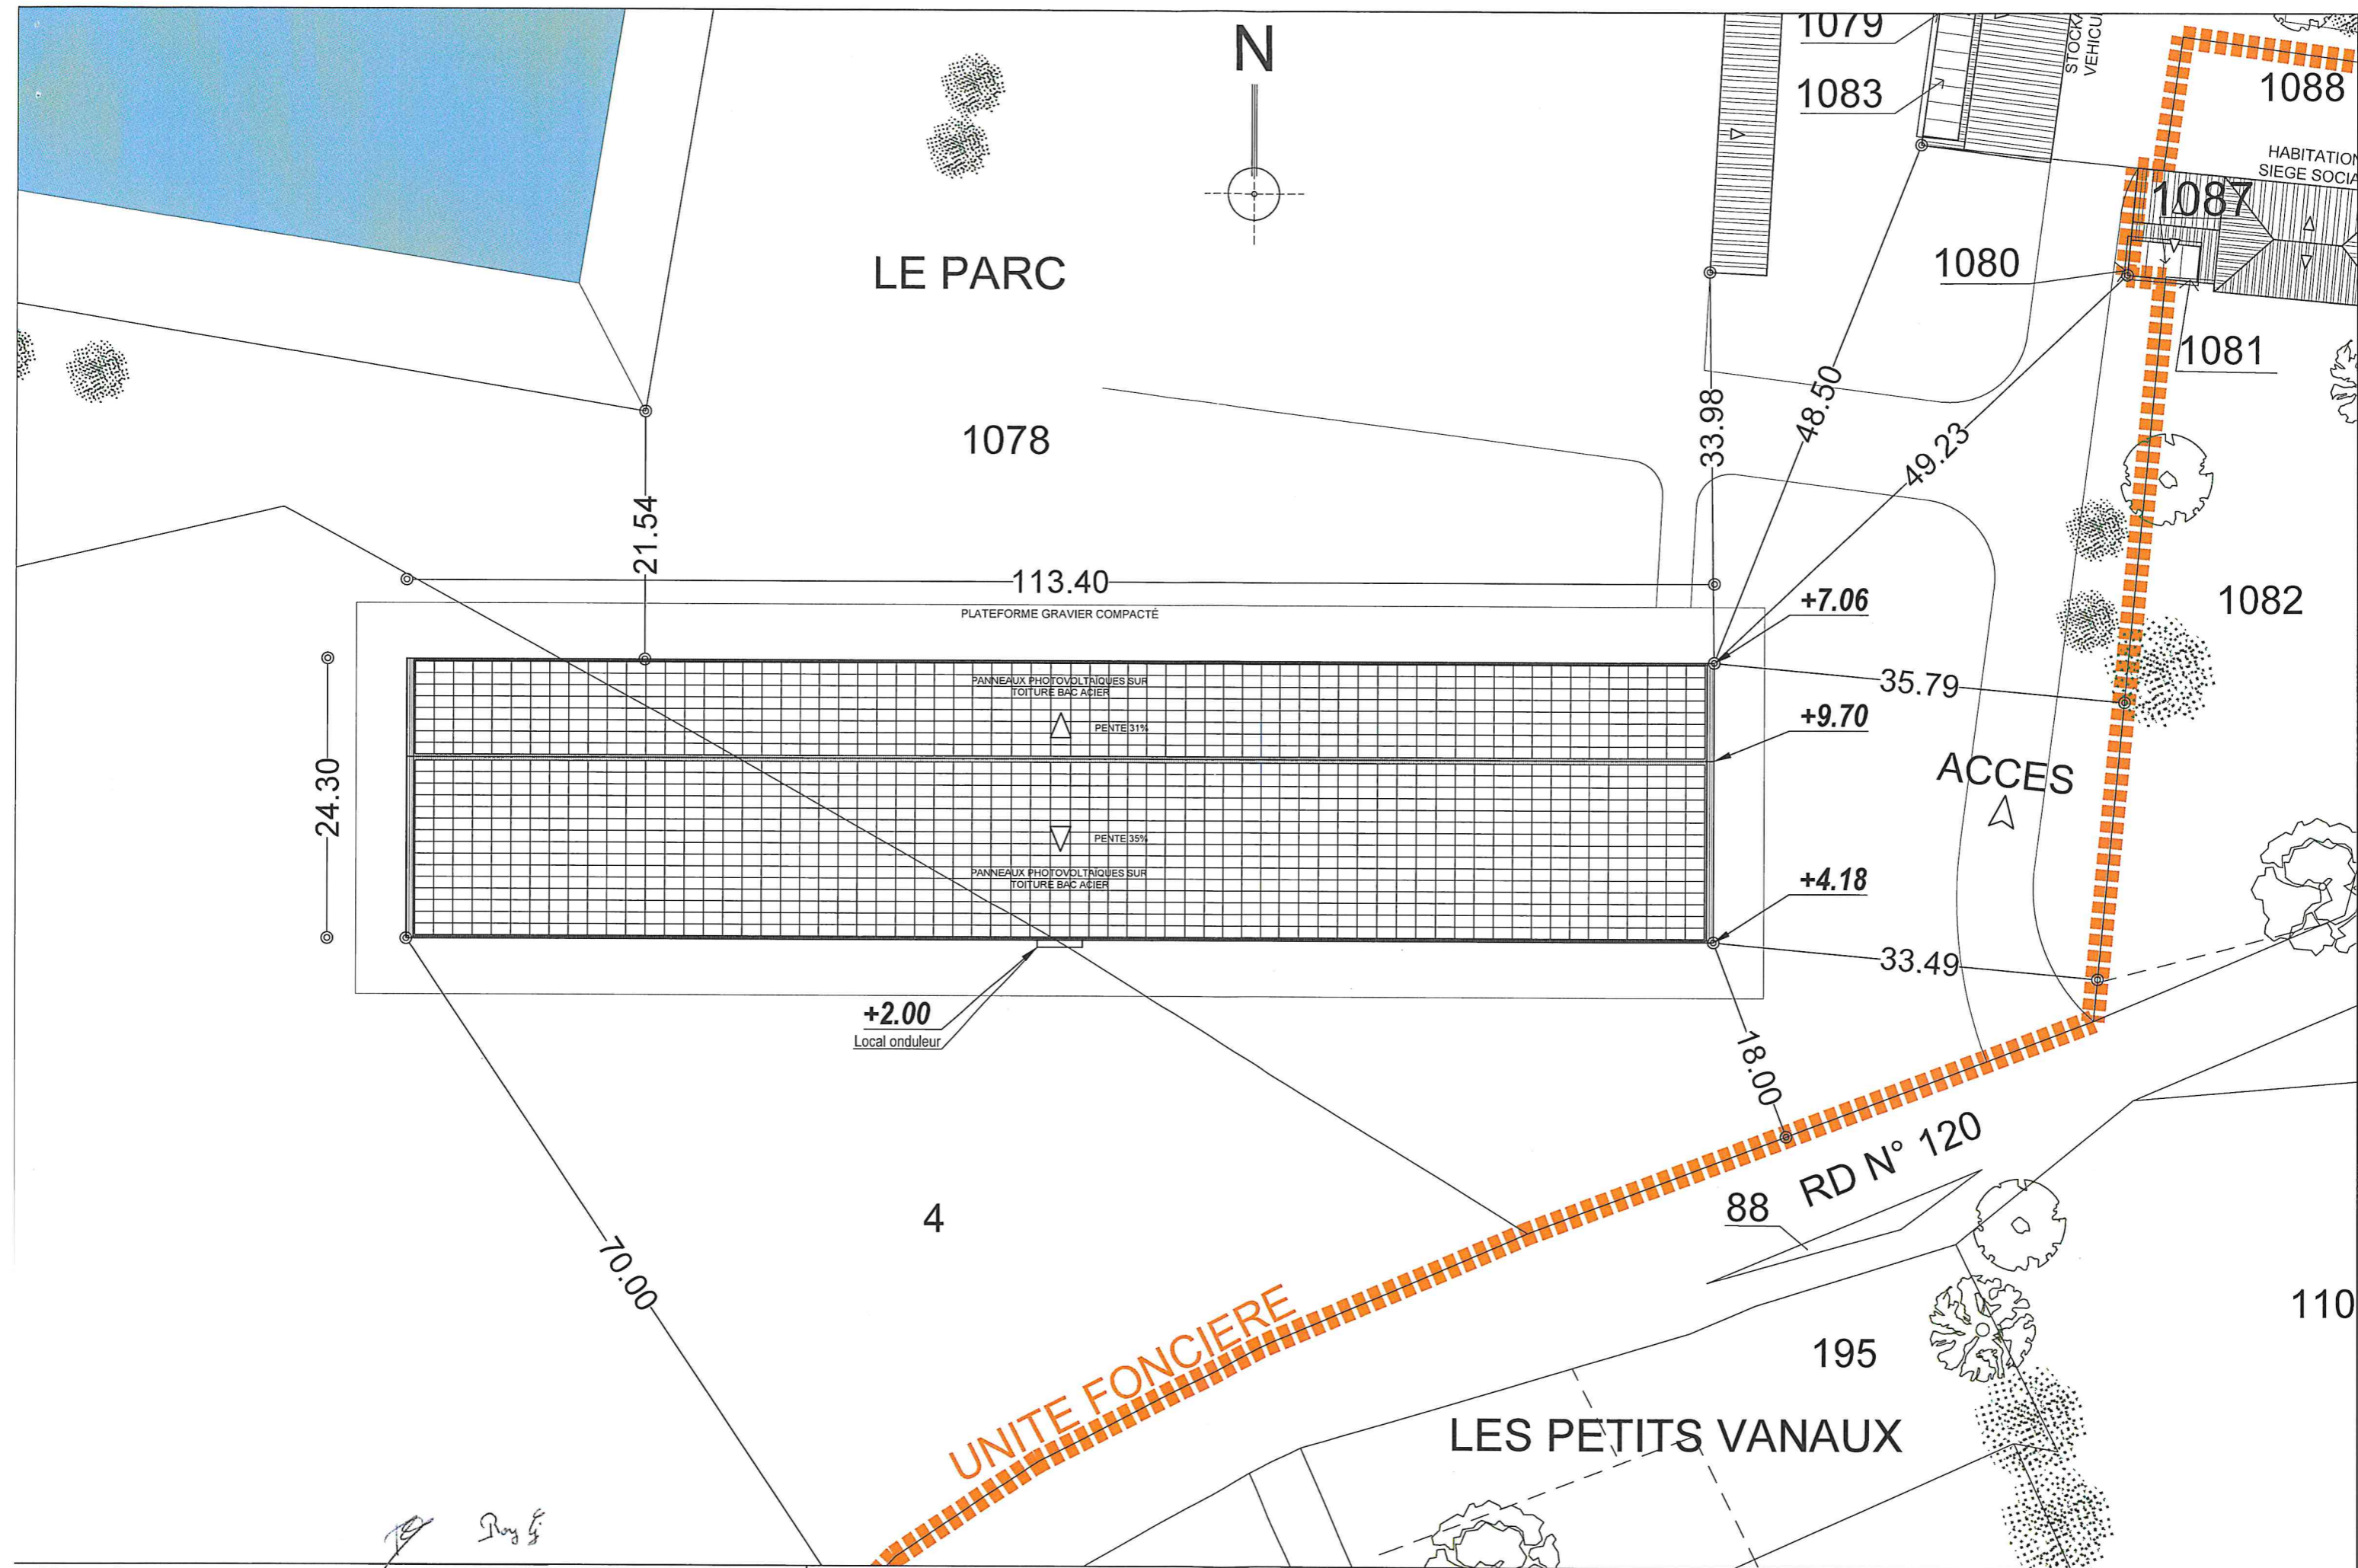 N
1079
1083
STOCKA
VEHICU
1088
HABITATION
SIEGE SOCIA
1087
1080
1081
LE PARC
1078
33.98
48.50
49.23
21.54
113.40
PLATEFORME GRAVIER COMPACTÉ
+7.06
1082
PANNEAUX PHOTOVOLTAÏQUES SUR
TOITURE BAC ACIER
PENTE 31%
35.79
+9.70
24.30
ACCES
PENTE 35%
PANNEAUX PHOTOVOLTAÏQUES SUR
TOITURE BAC ACIER
+4.18
33.49
+2.00
Local onduleur
18.00
RD N° 120
88
4
70.00
UNITE FONCIERE
110
195
LES PETITS VANAUX